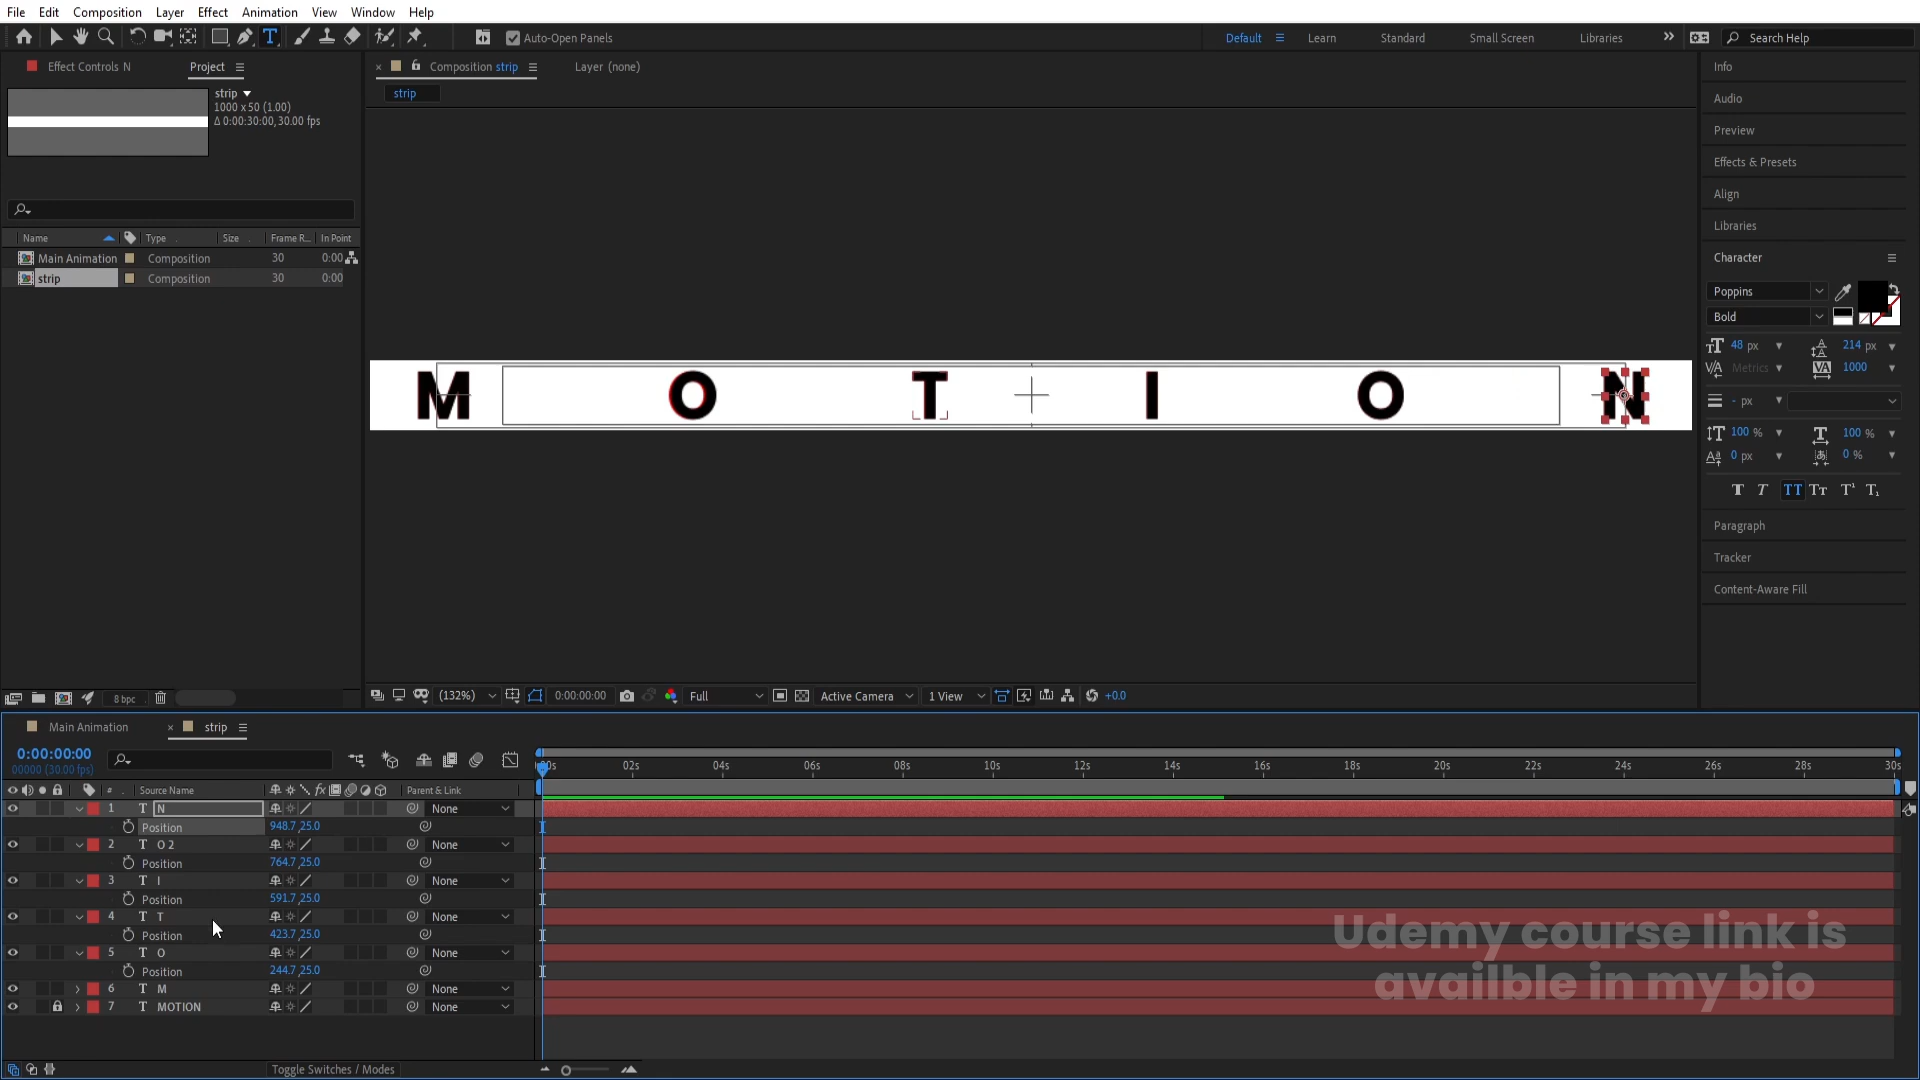 File Edit Composition Layer Effect Animation View Window Help
Auto-Open Panels Default Learn Standard Small Screen Libraries Search Help
Effect Controls N Project
Composition strip Layer (none)
Info
strip
strip
1000 x 50 (1.00)
Δ 0:00:30:00, 30.00 fps
Audio
Preview
Effects & Presets
Align
Libraries
Name Type Size Frame R... In Point
Main Animation Composition 30 0:00
strip Composition 30 0:00
Character
Poppins
Bold
48 px 214 px
Metrics 1000
- px
100 % 100 %
0 px 0 %
T T TT Tт T¹ T₁
Paragraph
Tracker
Content-Aware Fill
M O T I O N
8 bpc
(132%) 0:00:00:00 Full Active Camera 1 View +0.0
Main Animation strip
0:00:00:00
00000 (30.00 fps)
00s 02s 04s 06s 08s 10s 12s 14s 16s 18s 20s 22s 24s 26s 28s 30s
# Source Name fx Parent & Link
1 T N None
Position 948.7,25.0
2 T O 2 None
Position 764.7,25.0
3 T I None
Position 591.7,25.0
4 T T None
Position 423.7,25.0
5 T O None
Position 244.7,25.0
6 T M None
7 T MOTION None
Udemy course link is
availble in my bio
Toggle Switches / Modes